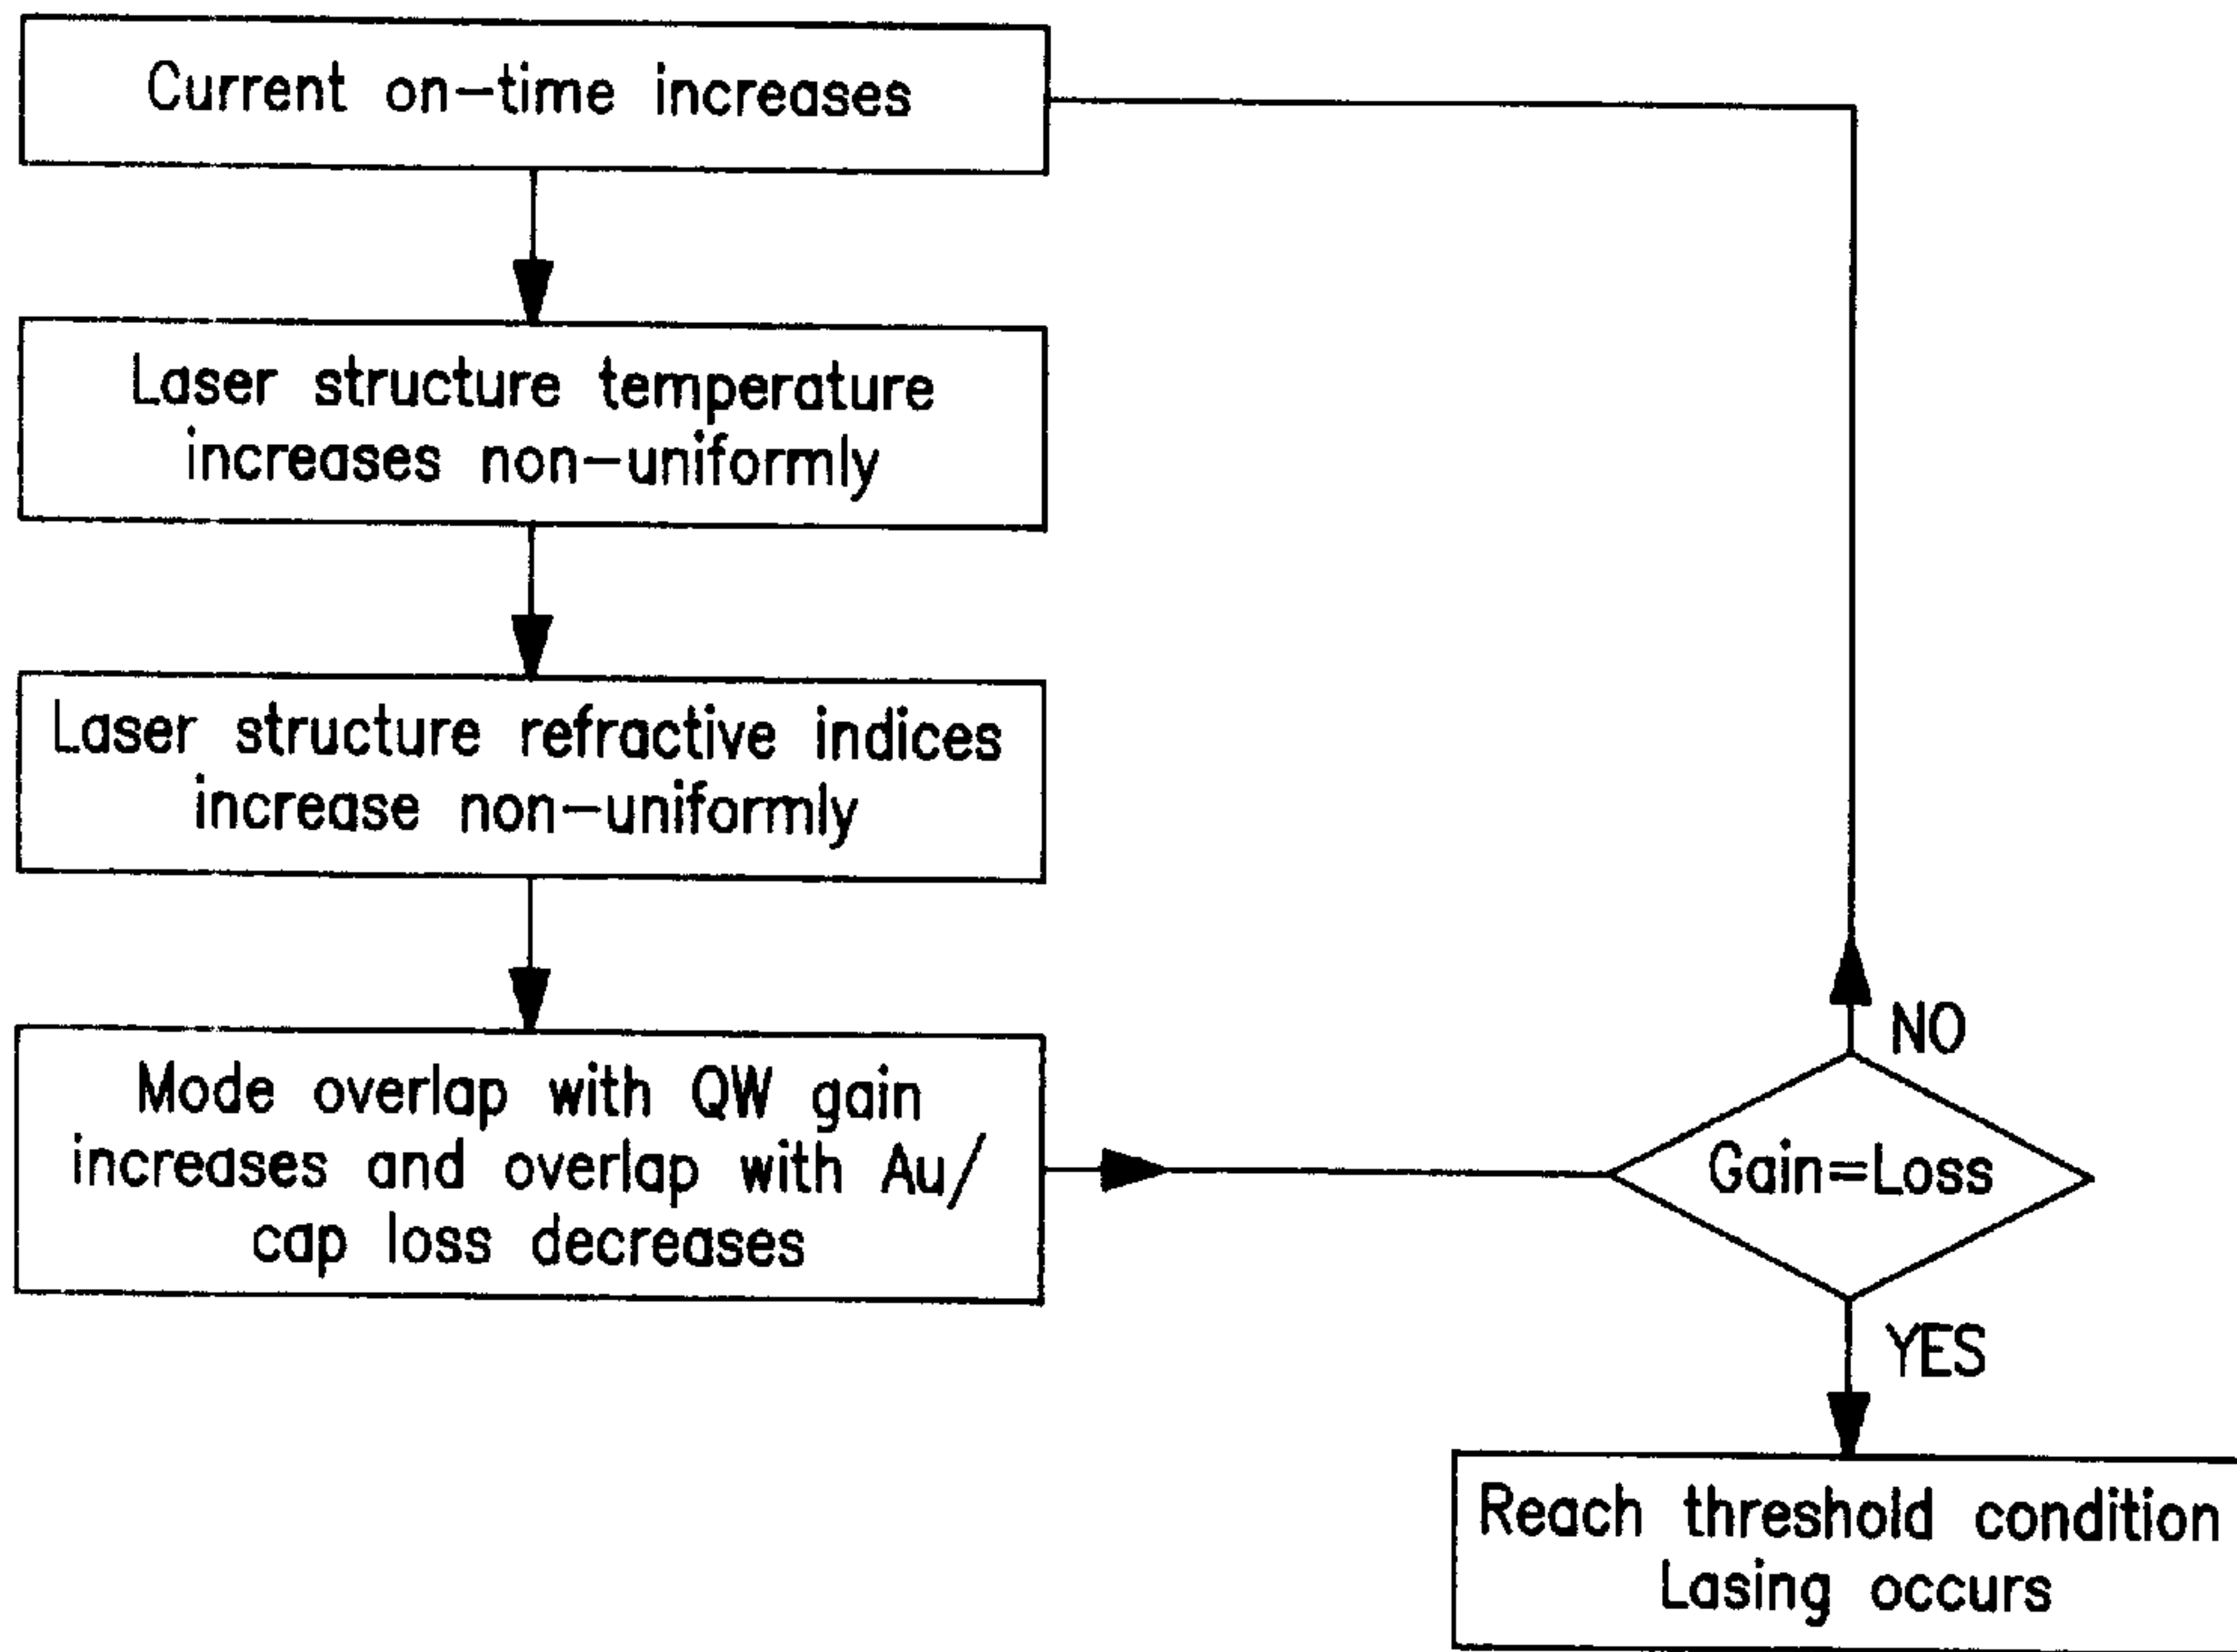 Current on-time increases
Laser structure temperature
increases non-uniformly
Laser structure refractive indices
increase non-uniformly
Mode overlap with QW gain
increases and overlap with Au/
cap loss decreases
NO
Gain=Loss
YES
Reach threshold condition
Lasing occurs